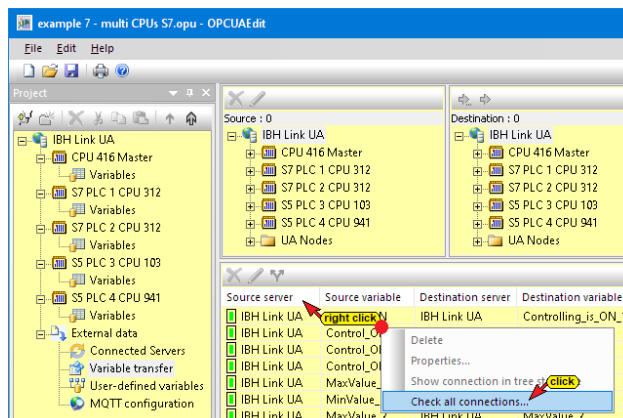 example 7 - multi CPUs S7.opu - OPCUAEdit
File Edit Help
Project
IBH Link UA
CPU 416 Master
Variables
S7 PLC 1 CPU 312
Variables
S7 PLC 2 CPU 312
Variables
S5 PLC 3 CPU 103
Variables
S5 PLC 4 CPU 941
Variables
External data
Connected Servers
Variable transfer
User-defined variables
MQTT configuration
Source : 0
IBH Link UA
CPU 416 Master
S7 PLC 1 CPU 312
S7 PLC 2 CPU 312
S5 PLC 3 CPU 103
S5 PLC 4 CPU 941
UA Nodes
Destination : 0
IBH Link UA
CPU 416 Master
S7 PLC 1 CPU 312
S7 PLC 2 CPU 312
S5 PLC 3 CPU 103
S5 PLC 4 CPU 941
UA Nodes
Source server Source variable Destination server Destination variable
IBH Link UA right click N IBH Link UA Controlling_is_ON_
IBH Link UA Control_O
IBH Link UA Control_O
IBH Link UA Control_O
IBH Link UA MaxValue_
IBH Link UA MinValue_
IBH Link UA MaxValue_2 IBH Link UA MaxValue_2
Delete
Properties...
Show connection in tree st click
Check all connections...